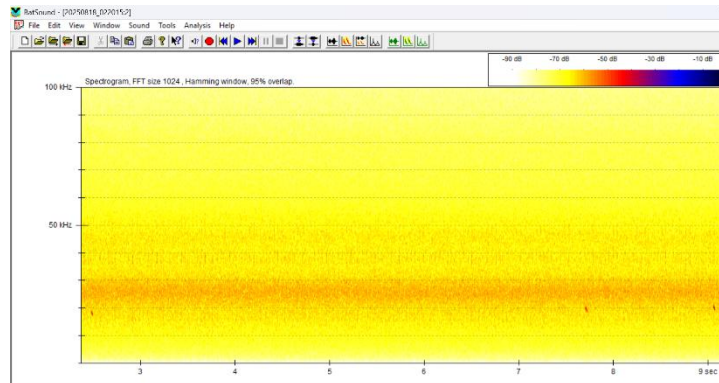 BatSound - [20250818_022015:2]
File Edit View Window Sound Tools Analysis Help
-90 dB -70 dB -50 dB -30 dB -10 dB
Spectrogram, FFT size 1024 , Hamming window, 95% overlap.
100 kHz
50 kHz
3 4 5 6 7 8 9 sec